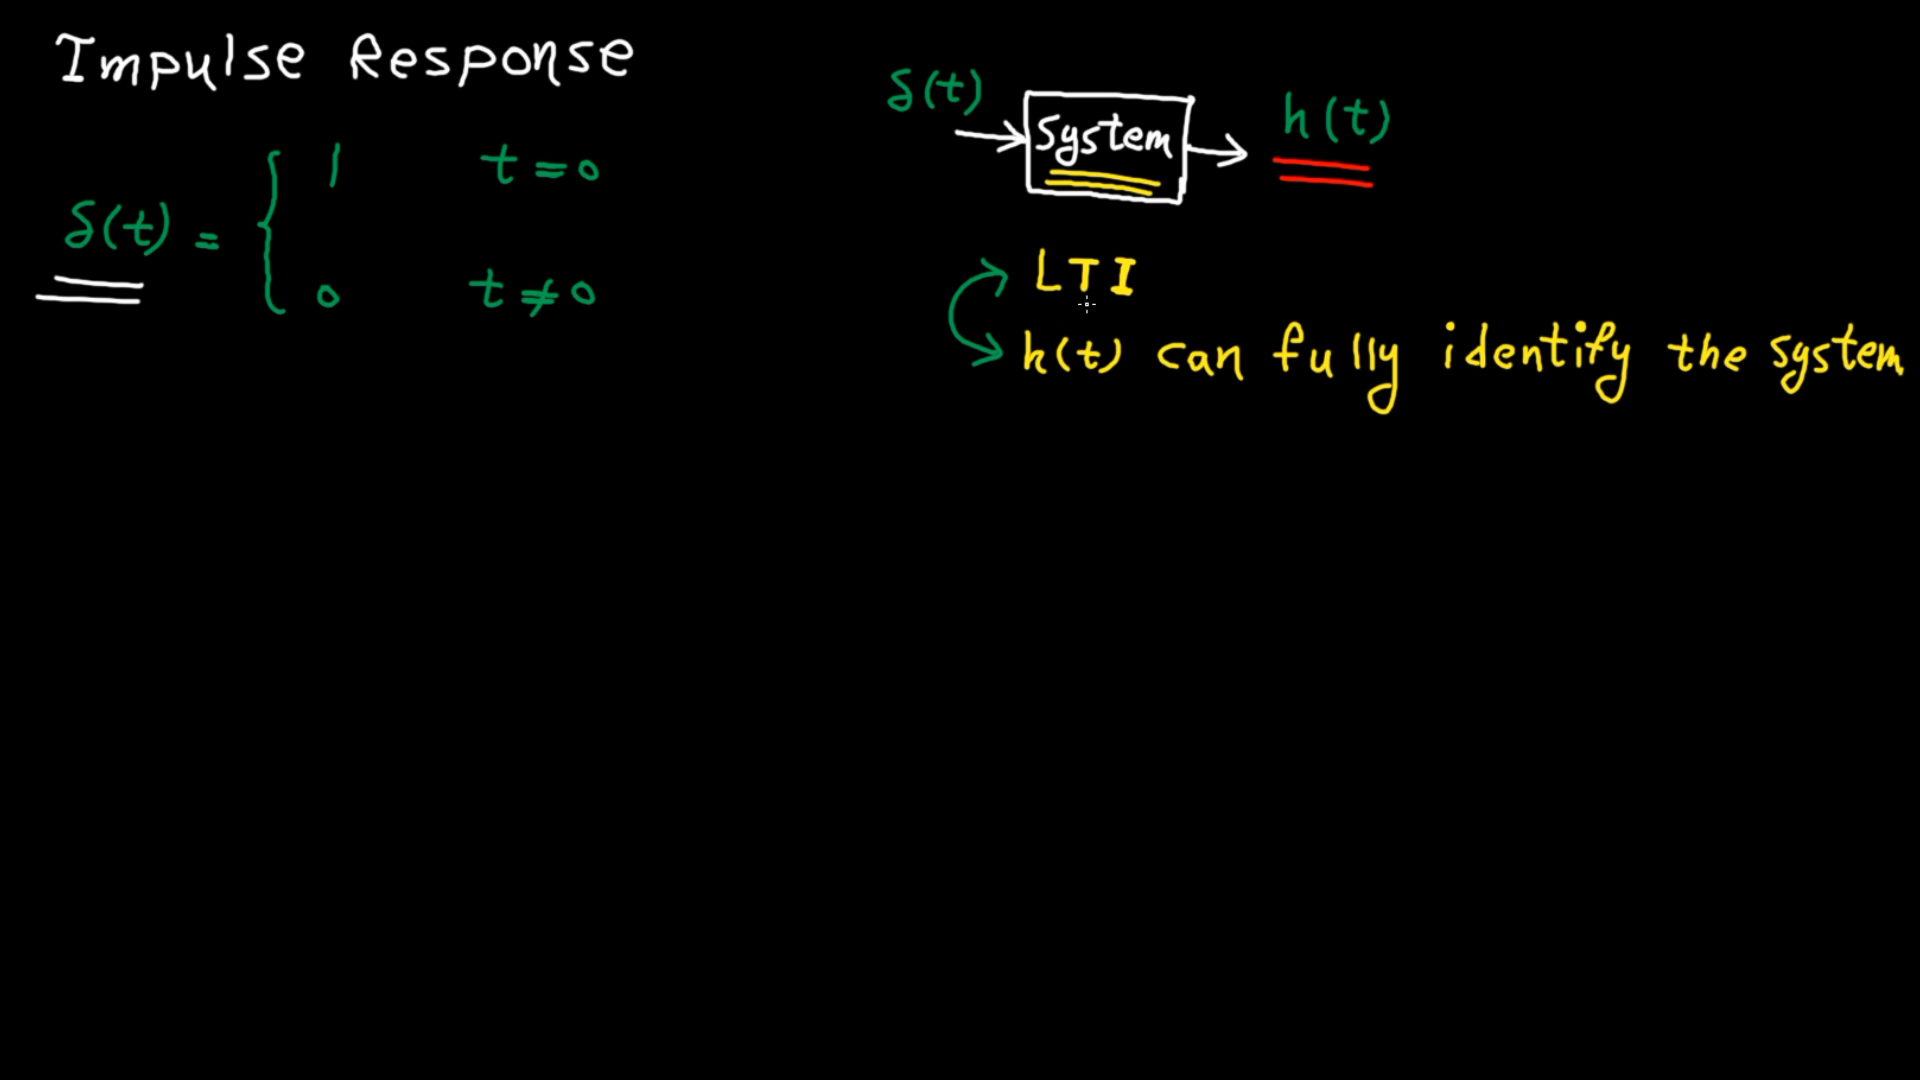 Impulse Response
δ(t) = { 1 t = 0
0 t ≠ 0
δ(t) → System → h(t)
LTI
h(t) can fully identify the system